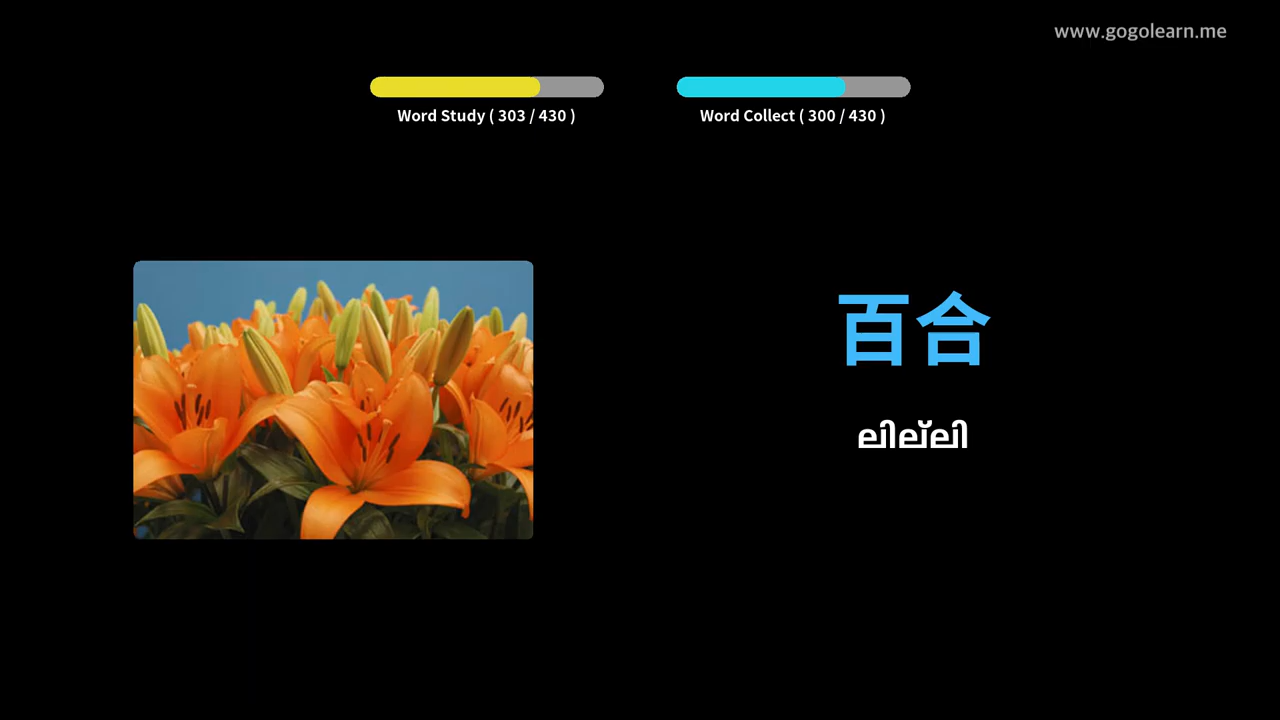 www.gogolearn.me
Word Study ( 303 / 430 )
Word Collect ( 300 / 430 )
百合
ലില്ലി